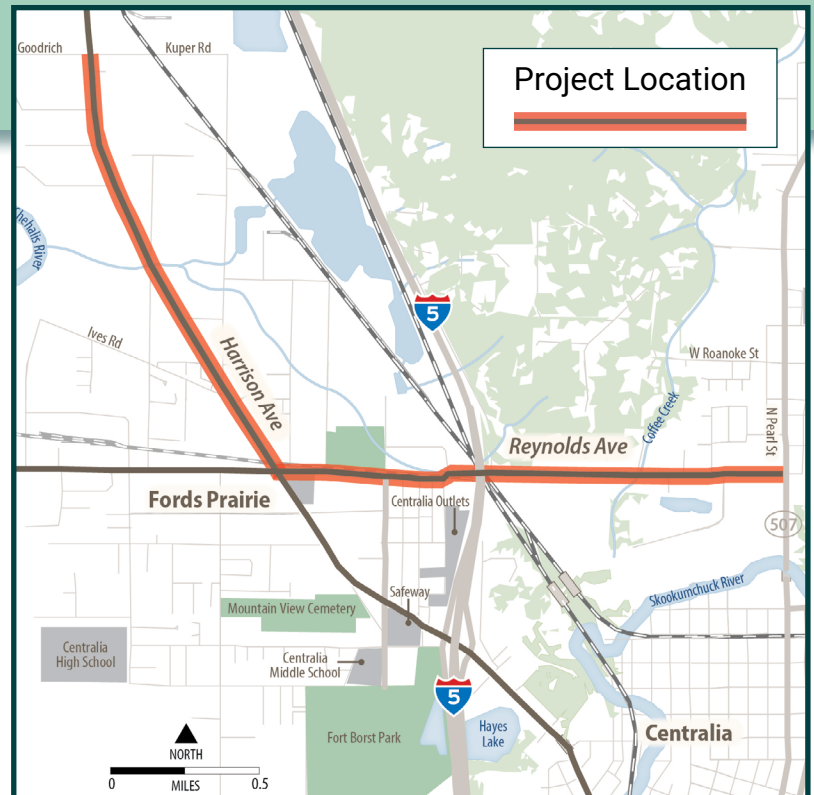 Goodrich
Kuper Rd
Project Location
Chehalis
River
5
Ives Rd
Harrison Ave
W Roanoke St
Coffee Creek
N Pearl St
Reynolds Ave
Fords Prairie
Centralia Outlets
507
Safeway
Skookumchuck River
Mountain View Cemetery
Centralia
High School
Centralia
Middle School
5
Fort Borst Park
Hayes
Lake
Centralia
NORTH
0 MILES 0.5